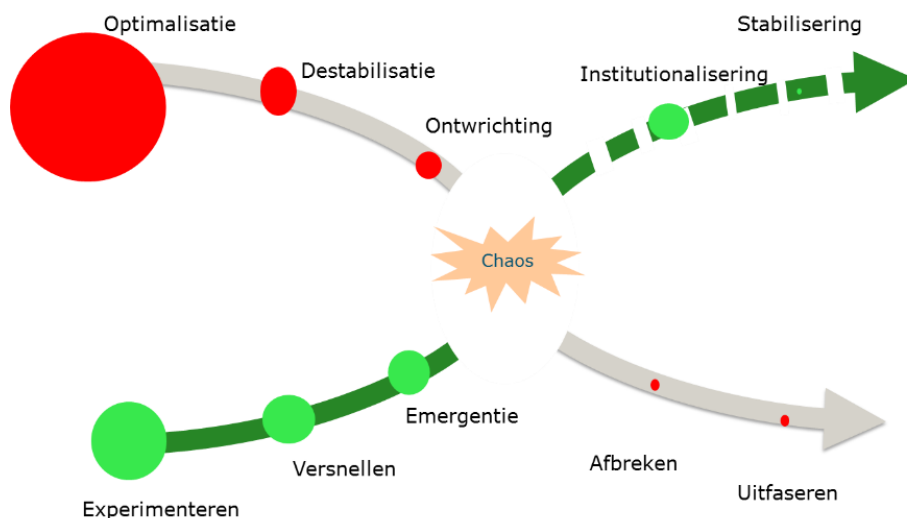 Optimalisatie
Stabilisering
Destabilisatie
Institutionalisering
Ontwrichting
Chaos
Emergentie
Versnellen
Afbreken
Uitfaseren
Experimenteren